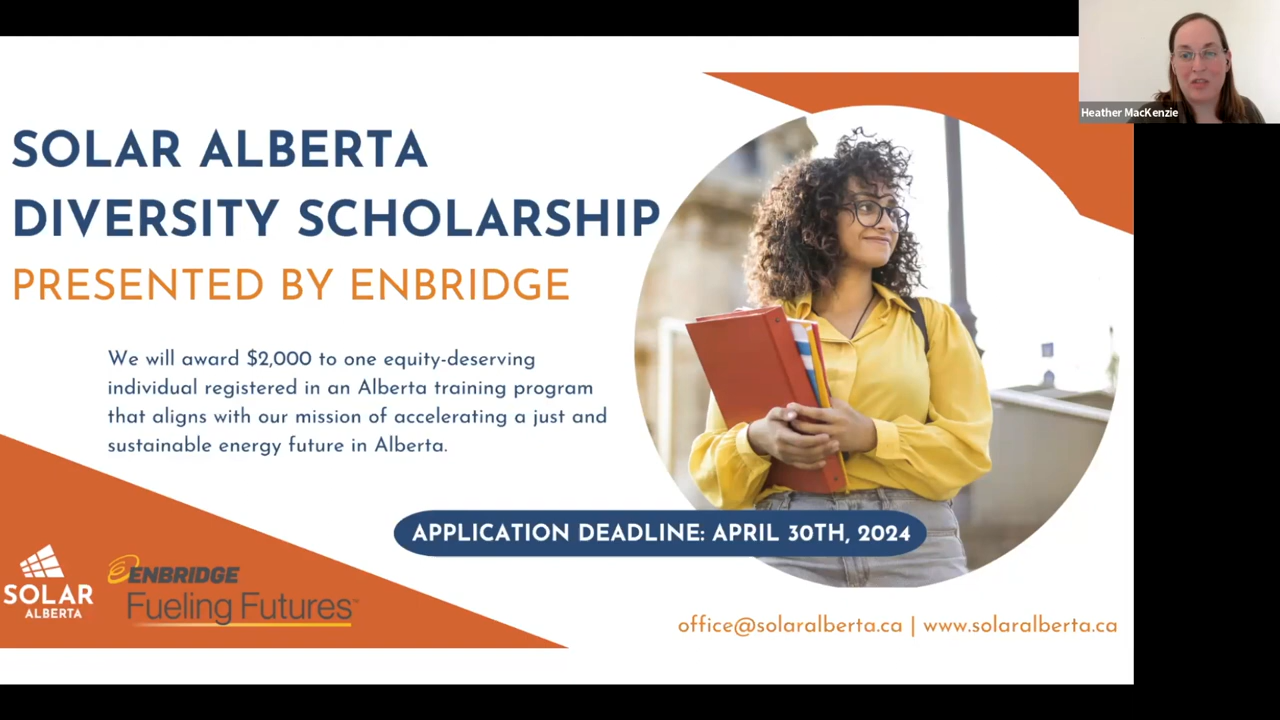 Heather MacKenzie
SOLAR ALBERTA
DIVERSITY SCHOLARSHIP
PRESENTED BY ENBRIDGE
We will award $2,000 to one equity-deserving
individual registered in an Alberta training program
that aligns with our mission of accelerating a just and
sustainable energy future in Alberta.
APPLICATION DEADLINE: APRIL 30TH, 2024
SOLAR
ALBERTA
ENBRIDGE
Fueling Futures™
office@solaralberta.ca | www.solaralberta.ca